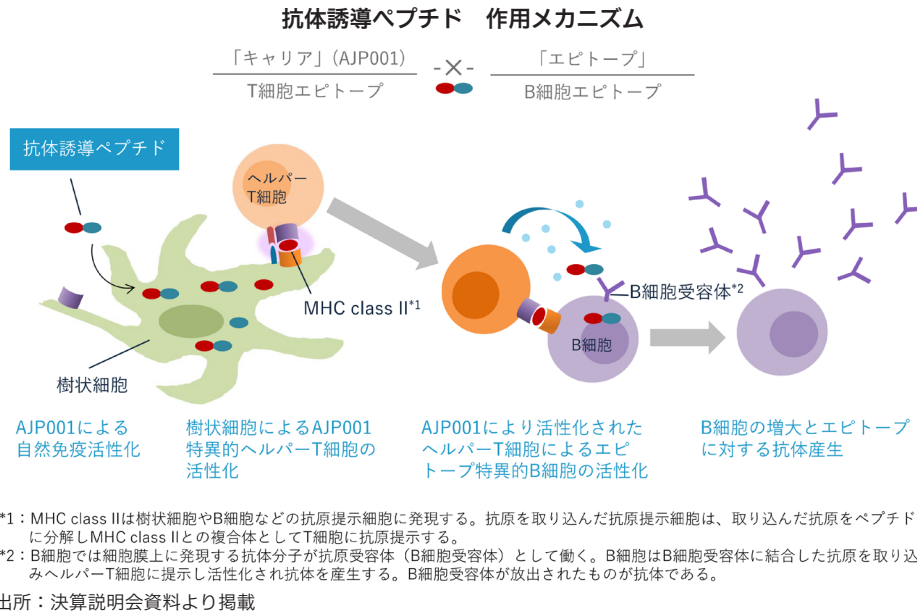 抗体誘導ペプチド　作用メカニズム
「キャリア」(AJP001)
T細胞エピトープ
-×-
「エピトープ」
B細胞エピトープ
抗体誘導ペプチド
ヘルパー
T細胞
MHC class II*1
樹状細胞
B細胞受容体*2
B細胞
AJP001による
自然免疫活性化
樹状細胞によるAJP001
特異的ヘルパーT細胞の
活性化
AJP001により活性化された
ヘルパーT細胞によるエピ
トープ特異的B細胞の活性化
B細胞の増大とエピトープ
に対する抗体産生
*1：MHC class IIは樹状細胞やB細胞などの抗原提示細胞に発現する。抗原を取り込んだ抗原提示細胞は、取り込んだ抗原をペプチド
に分解しMHC class IIとの複合体としてT細胞に抗原提示する。
*2：B細胞では細胞膜上に発現する抗体分子が抗原受容体（B細胞受容体）として働く。B細胞はB細胞受容体に結合した抗原を取り込
みヘルパーT細胞に提示し活性化され抗体を産生する。B細胞受容体が放出されたものが抗体である。
出所：決算説明会資料より掲載